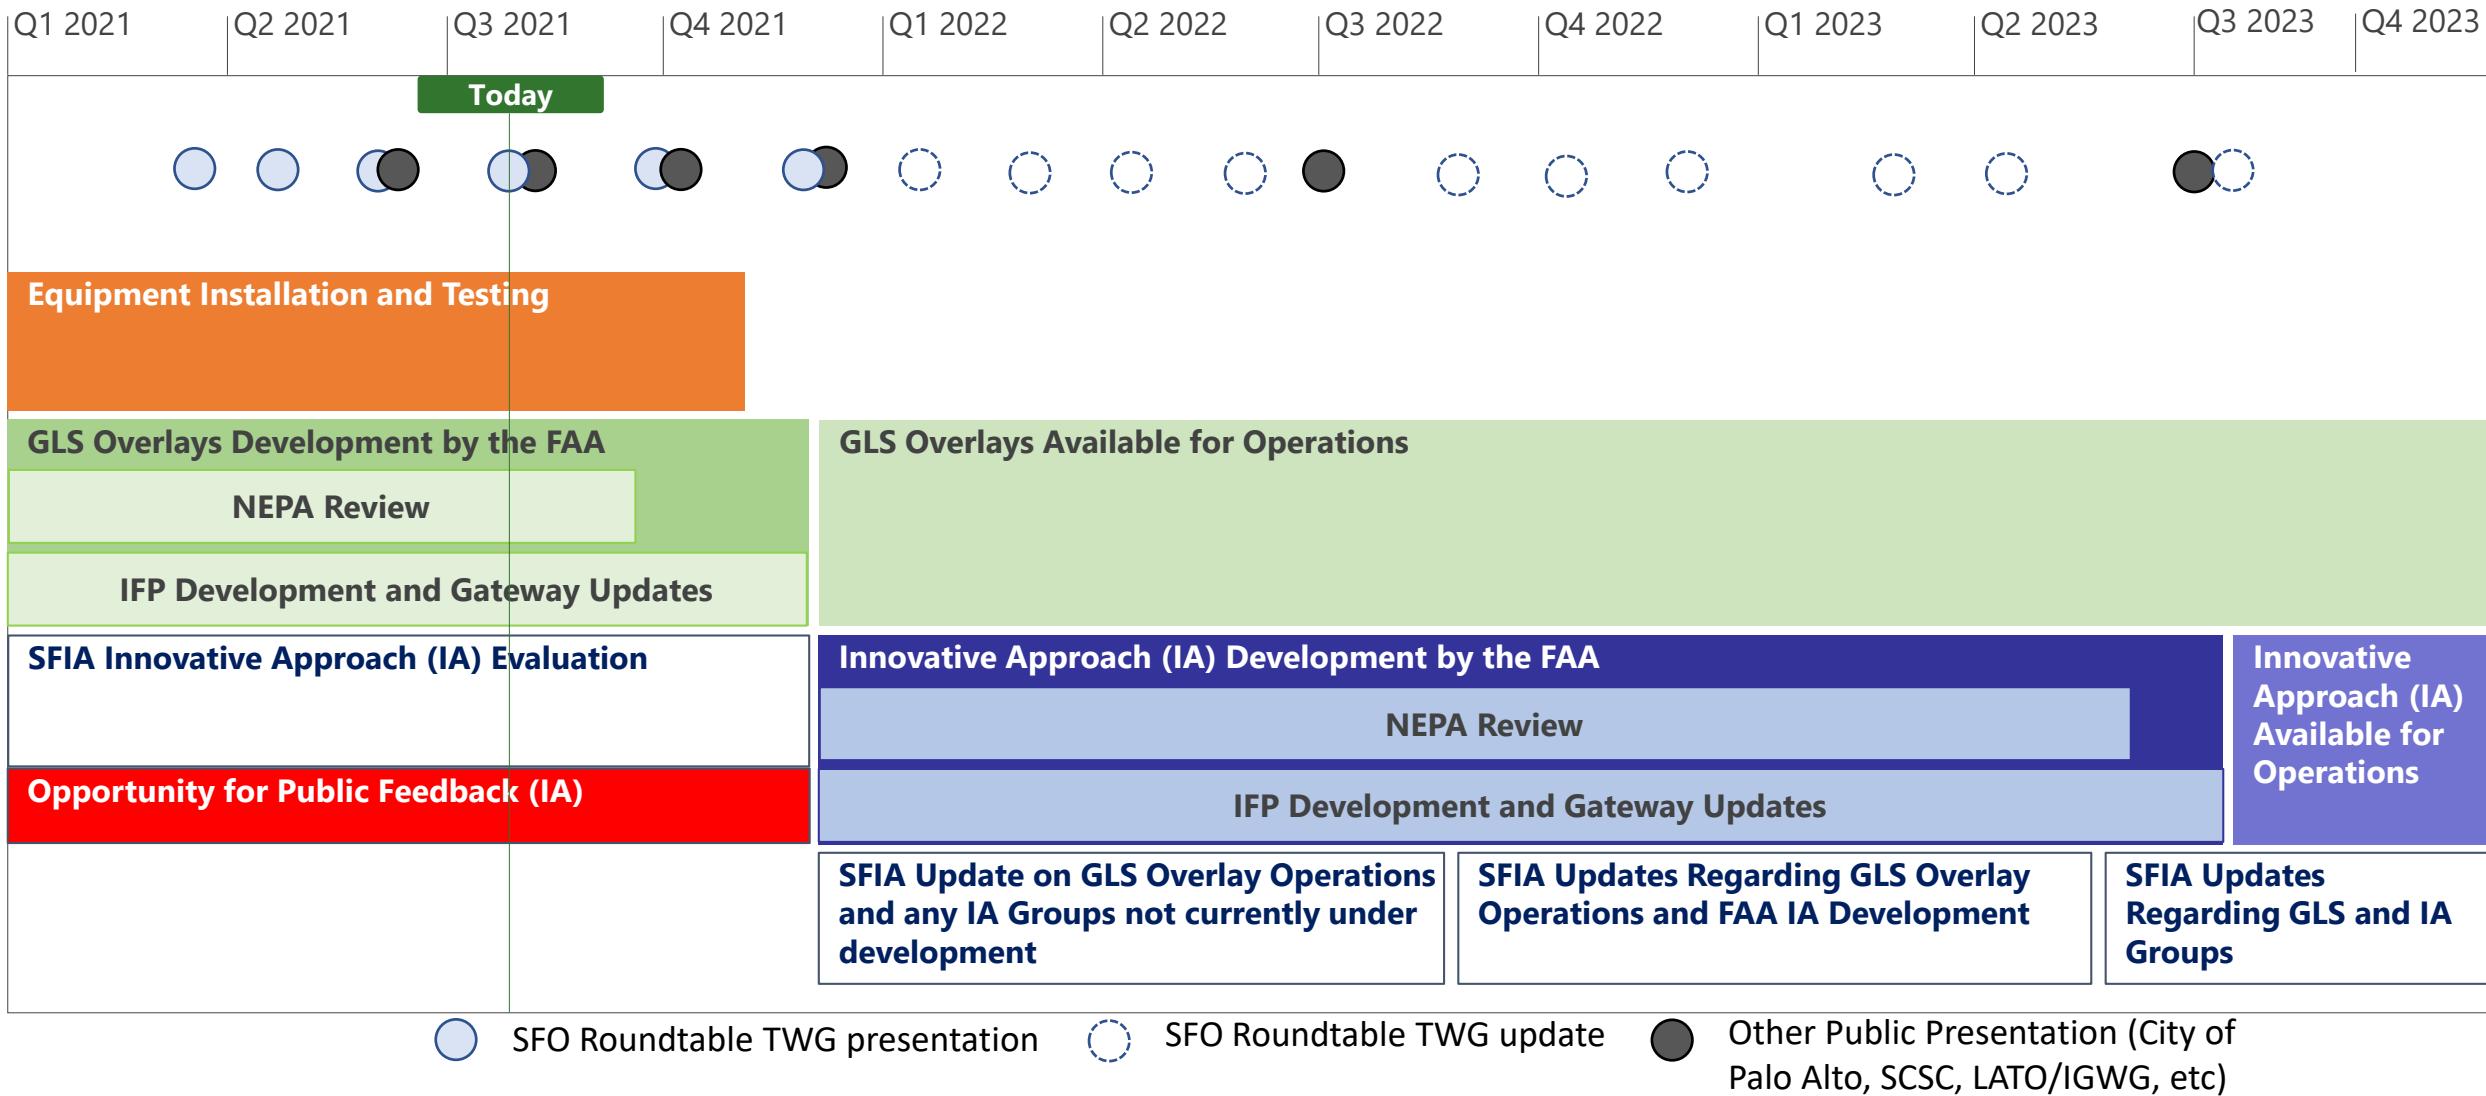 Q1 2021
Q2 2021
Q3 2021
Q4 2021
Q1 2022
Q2 2022
Q3 2022
Q4 2022
Q1 2023
Q2 2023
Q3 2023
Q4 2023
Today
Equipment Installation and Testing
GLS Overlays Development by the FAA
NEPA Review
IFP Development and Gateway Updates
GLS Overlays Available for Operations
SFIA Innovative Approach (IA) Evaluation
Opportunity for Public Feedback (IA)
Innovative Approach (IA) Development by the FAA
NEPA Review
IFP Development and Gateway Updates
Innovative
Approach (IA)
Available for
Operations
SFIA Update on GLS Overlay Operations
and any IA Groups not currently under
development
SFIA Updates Regarding GLS Overlay
Operations and FAA IA Development
SFIA Updates
Regarding GLS and IA
Groups
SFO Roundtable TWG presentation
SFO Roundtable TWG update
Other Public Presentation (City of
Palo Alto, SCSC, LATO/IGWG, etc)